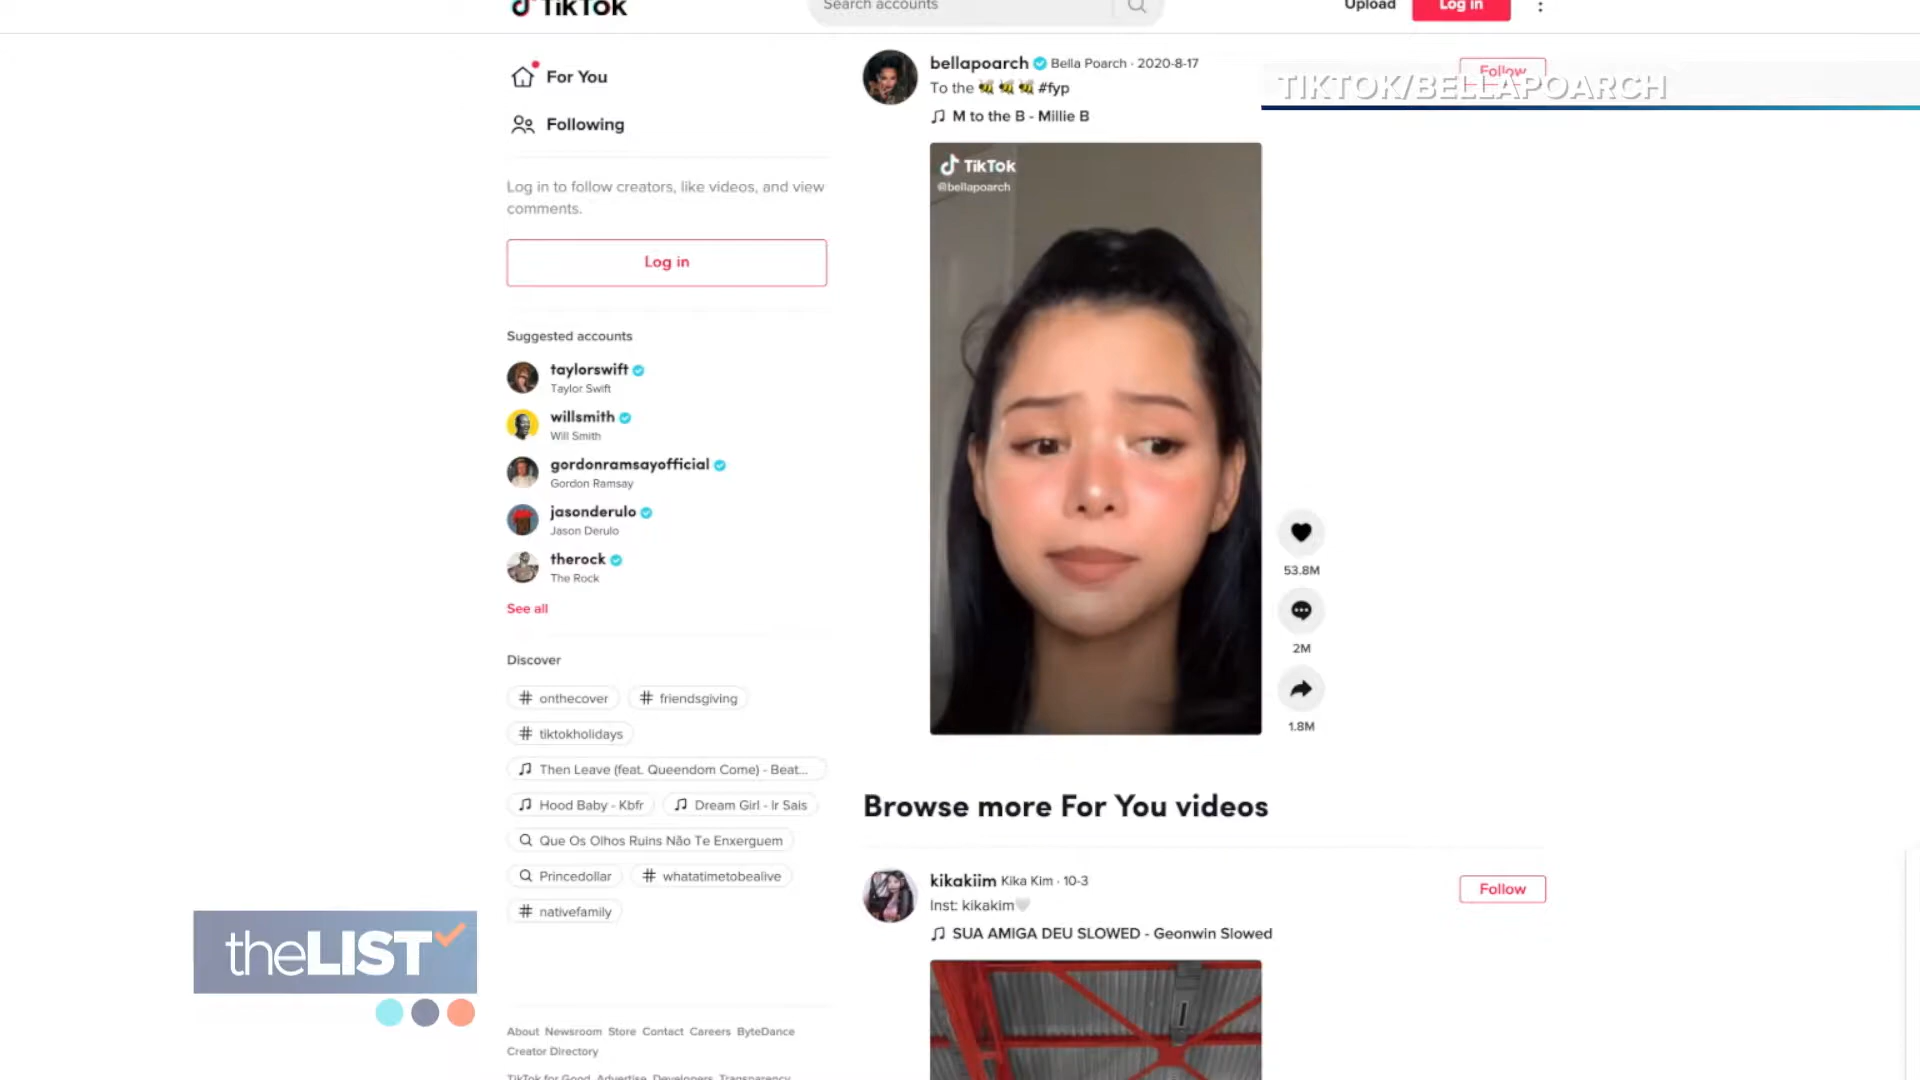 TikTok
Search accounts
Upload
Log in
For You
Following
Log in to follow creators, like videos, and view
comments.
Log in
Suggested accounts
taylorswift
Taylor Swift
willsmith
Will Smith
gordonramsayofficial
Gordon Ramsay
jasonderulo
Jason Derulo
therock
The Rock
See all
Discover
# onthecover
# friendsgiving
# tiktokholidays
Then Leave (feat. Queendom Come) - Beat...
Hood Baby - Kbfr
Dream Girl - Ir Sais
Que Os Olhos Ruins Não Te Enxerguem
Princedollar
# whatatimetobealive
# nativefamily
About Newsroom Store Contact Careers ByteDance
Creator Directory
TikTok for Good Advertise Developers Transparency
bellapoarch Bella Poarch · 2020-8-17
To the 🐝 🐝 🐝 #fyp
M to the B - Millie B
Follow
TIKTOK/BELLAPOARCH
TikTok
@bellapoarch
53.8M
2M
1.8M
Browse more For You videos
kikakiim Kika Kim · 10-3
Inst: kikakim🤍
SUA AMIGA DEU SLOWED - Geonwin Slowed
Follow
theLIST